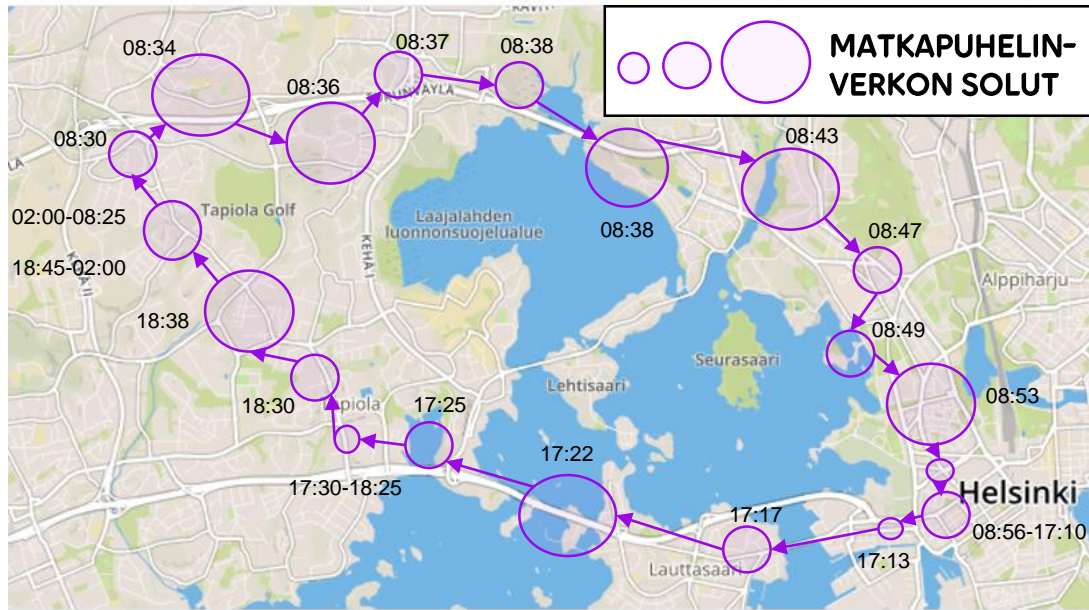 MATKAPUHELIN-
VERKON SOLUT
08:34
08:37
08:38
08:36
TURUNVÄYLÄ
08:30
08:43
Tapiola Golf
Laajalahden
luonnonsuojelualue
02:00-08:25
18:45-02:00
KEHÄ I
KEHÄ II
08:38
08:47
Alppiharju
18:38
08:49
Seurasaari
Lehtisaari
18:30
Tapiola
17:25
08:53
17:22
17:30-18:25
Helsinki
17:17
08:56-17:10
17:13
Lauttasaari